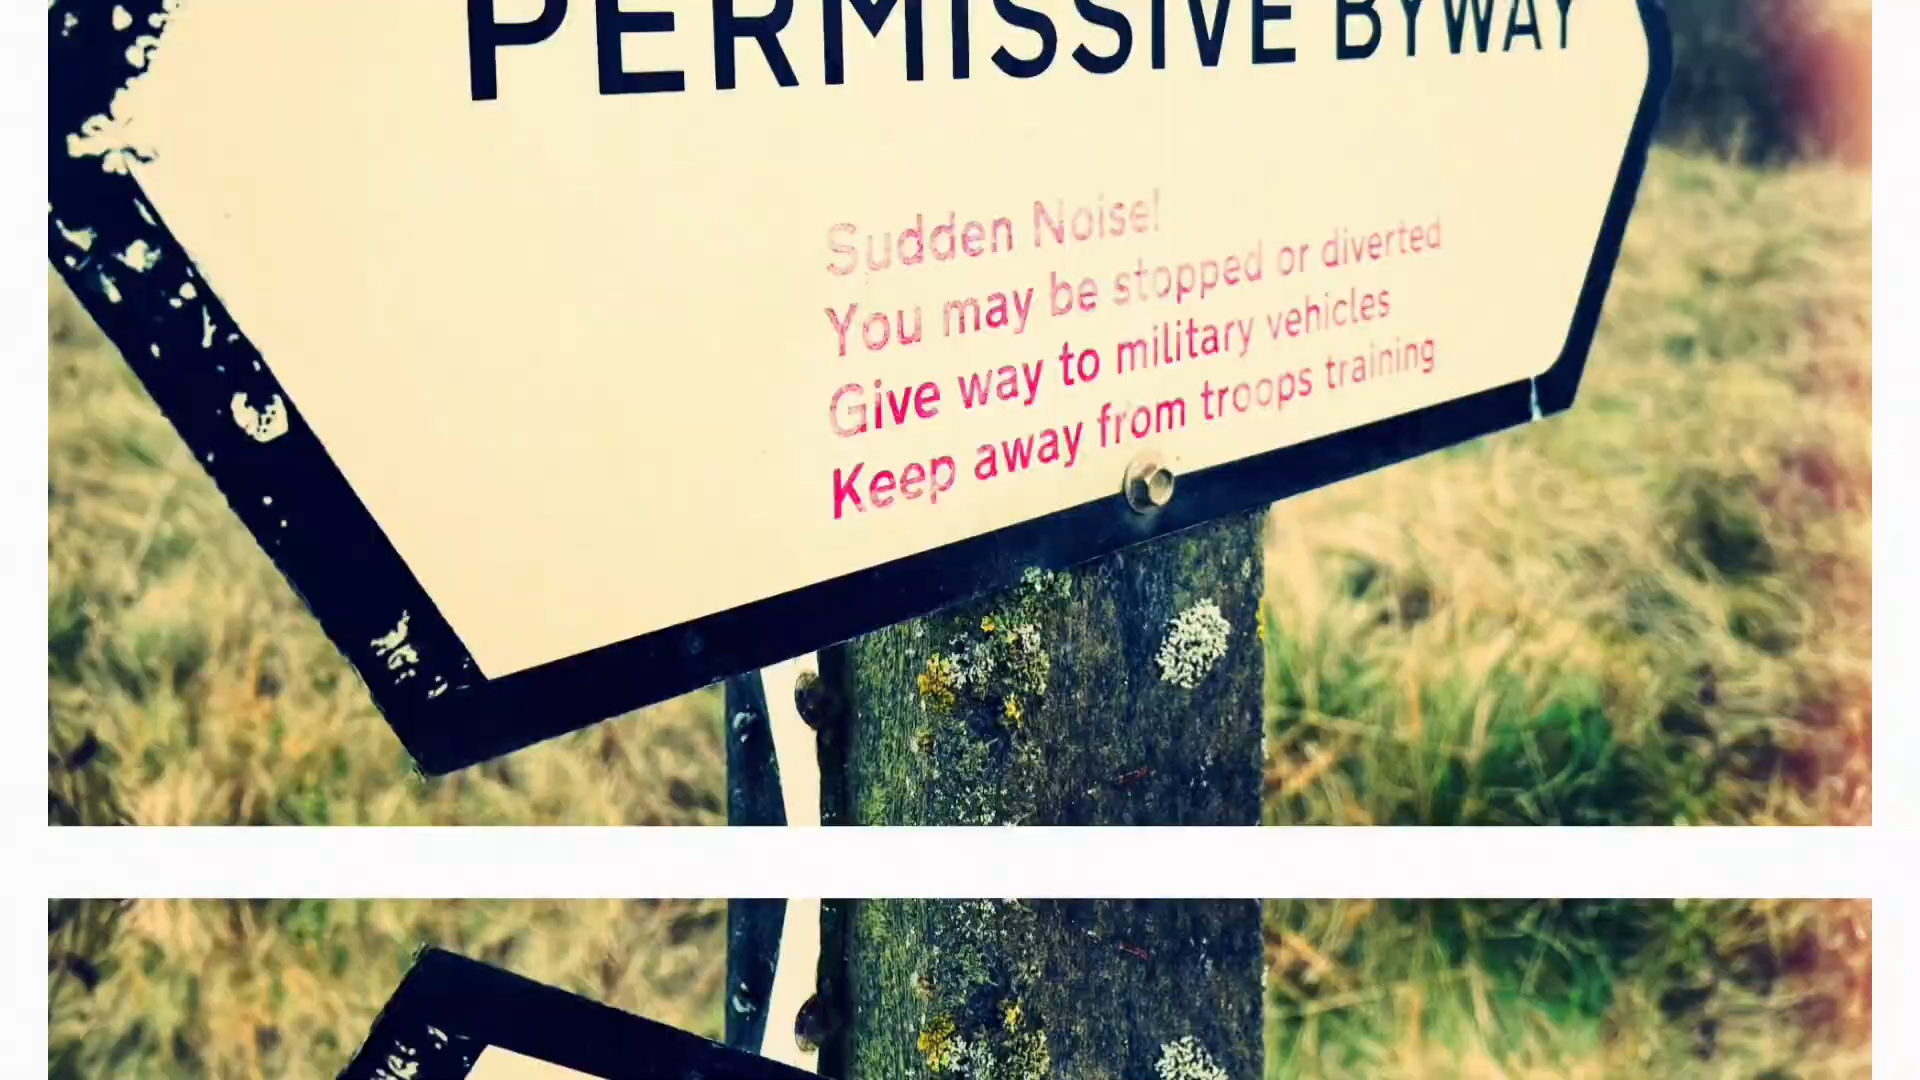 PERMISSIVE BYWAY
Sudden Noise!
You may be stopped or diverted
Give way to military vehicles
Keep away from troops training